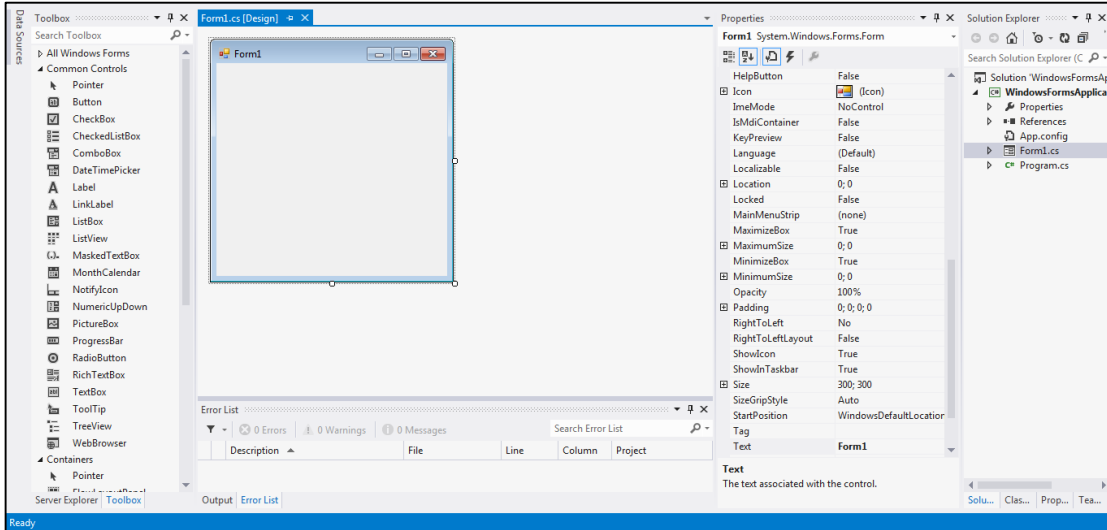 Data Sources
Toolbox
Search Toolbox
All Windows Forms
Common Controls
Pointer
Button
CheckBox
CheckedListBox
ComboBox
DateTimePicker
Label
LinkLabel
ListBox
ListView
MaskedTextBox
MonthCalendar
NotifyIcon
NumericUpDown
PictureBox
ProgressBar
RadioButton
RichTextBox
TextBox
ToolTip
TreeView
WebBrowser
Containers
Pointer
FlowLayoutPanel
Server Explorer Toolbox
Form1.cs [Design]
Form1
Error List
0 Errors 0 Warnings 0 Messages Search Error List
Description File Line Column Project
Output Error List
Properties
Form1 System.Windows.Forms.Form
HelpButton False
Icon (Icon)
ImeMode NoControl
IsMdiContainer False
KeyPreview False
Language (Default)
Localizable False
Location 0; 0
Locked False
MainMenuStrip (none)
MaximizeBox True
MaximumSize 0; 0
MinimizeBox True
MinimumSize 0; 0
Opacity 100%
Padding 0; 0; 0; 0
RightToLeft No
RightToLeftLayout False
ShowIcon True
ShowInTaskbar True
Size 300; 300
SizeGripStyle Auto
StartPosition WindowsDefaultLocation
Tag
Text Form1
Text
The text associated with the control.
Solution Explorer
Search Solution Explorer (C
Solution 'WindowsFormsAp
WindowsFormsApplica
Properties
References
App.config
Form1.cs
C# Program.cs
Solu... Clas... Prop... Tea...
Ready